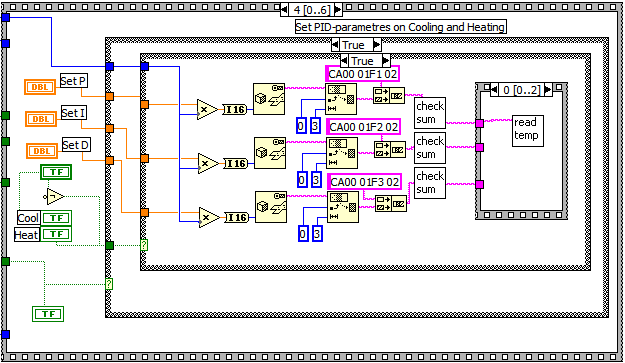 4 [0..6]
Set PID-parametres on Cooling and Heating
True
True
CA00 01F1 02
Set P
DBL
I16
0
3
check
sum
0 [0..2]
Set I
DBL
CA00 01F2 02
I16
0
3
check
sum
read
temp
Set D
DBL
CA00 01F3 02
I16
0
3
check
sum
TF
Cool
TF
Heat
TF
?
?
TF